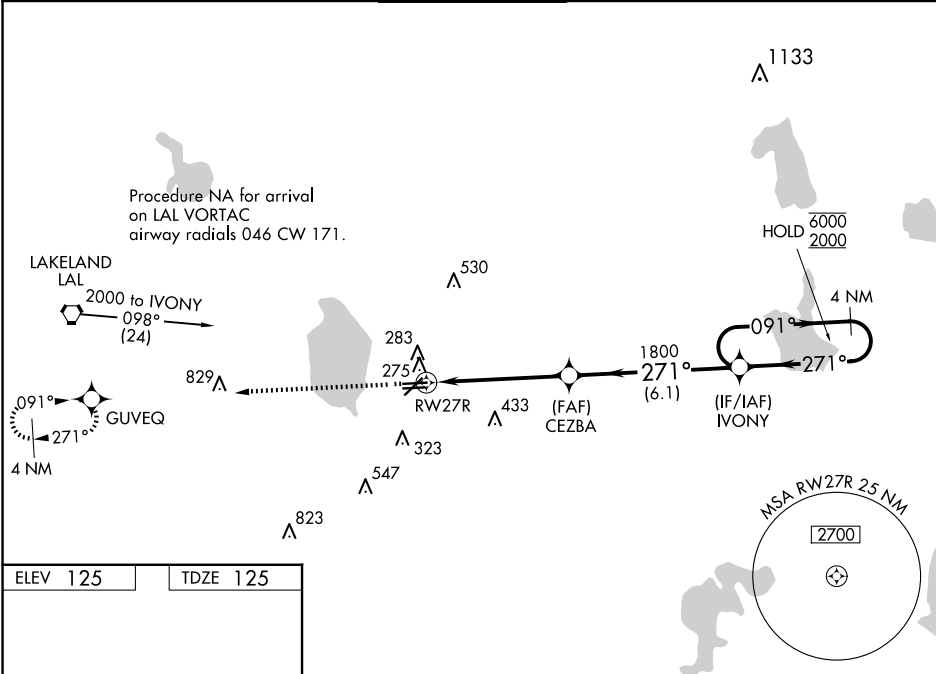 1133
Procedure NA for arrival
on LAL VORTAC
airway radials 046 CW 171.
HOLD 6000
2000
LAKELAND
LAL
2000 to IVONY
098°
(24)
530
4 NM
091°
271°
283
275
829
RW27R
1800
271°
(6.1)
(FAF)
CEZBA
(IF/IAF)
IVONY
433
323
091°
GUVEQ
271°
4 NM
547
823
MSA RW27R 25 NM
2700
ELEV 125
TDZE 125